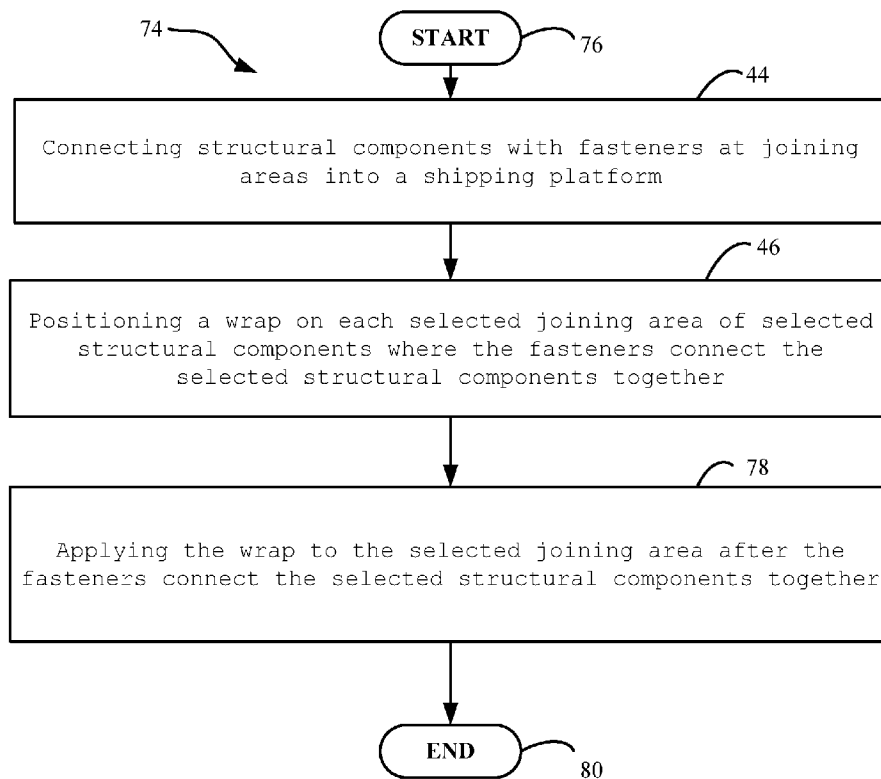 74
START
76
44
Connecting structural components with fasteners at joining
areas into a shipping platform
46
Positioning a wrap on each selected joining area of selected
structural components where the fasteners connect the
selected structural components together
78
Applying the wrap to the selected joining area after the
fasteners connect the selected structural components together
END
80